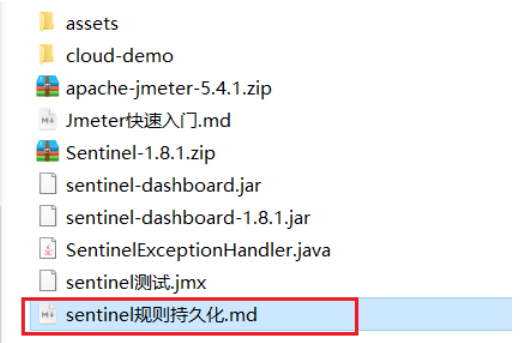 assets
cloud-demo
apache-jmeter-5.4.1.zip
Jmeter快速入门.md
Sentinel-1.8.1.zip
sentinel-dashboard.jar
sentinel-dashboard-1.8.1.jar
SentinelExceptionHandler.java
sentinel测试.jmx
sentinel规则持久化.md